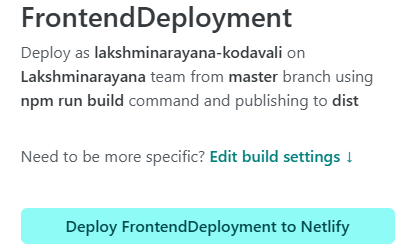 FrontendDeployment
Deploy as lakshminarayana-kodavali on
Lakshminarayana team from master branch using
npm run build command and publishing to dist
Need to be more specific? Edit build settings ↓
Deploy FrontendDeployment to Netlify